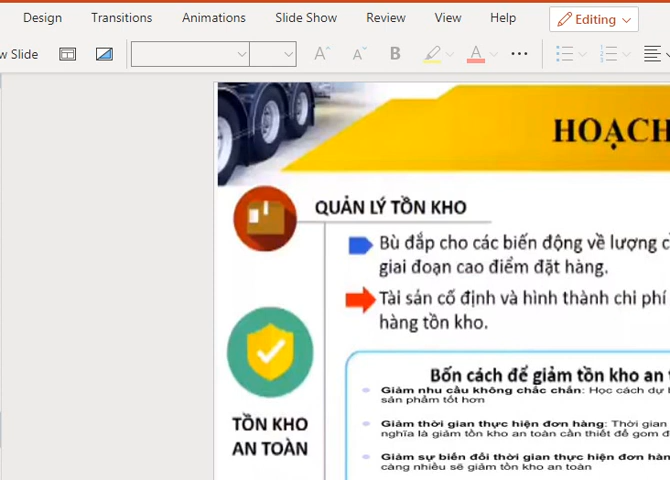 Design Transitions Animations Slide Show Review View Help Editing
w Slide A A B A
HOẠCH
QUẢN LÝ TỒN KHO
Bù đắp cho các biến động về lượng
giai đoạn cao điểm đặt hàng.
Tài sản cố định và hình thành chi phí
hàng tồn kho.
Bốn cách để giảm tồn kho an
Giảm nhu cầu không chắc chắn: Học cách dự
sản phẩm tốt hơn
TỒN KHO
AN TOÀN
Giảm thời gian thực hiện đơn hàng: Thời gian
nghĩa là giảm tồn kho an toàn cần thiết để gom
Giảm sự biến đổi thời gian thực hiện đơn hàn
càng nhiều sẽ giảm tồn kho an toàn